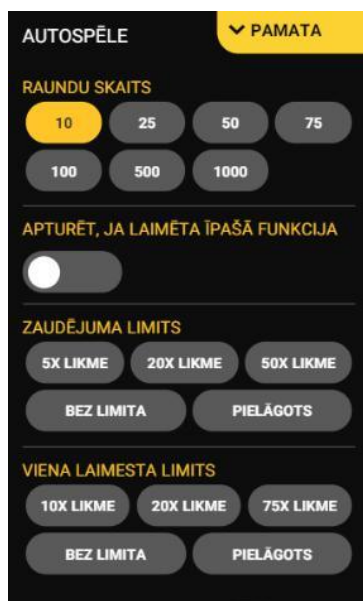 AUTOSPĒLE PAMATA
RAUNDU SKAITS
10 25 50 75
100 500 1000
APTURĒT, JA LAIMĒTA ĪPAŠĀ FUNKCIJA
ZAUDĒJUMA LIMITS
5X LIKME 20X LIKME 50X LIKME
BEZ LIMITA PIELĀGOTS
VIENA LAIMESTA LIMITS
10X LIKME 20X LIKME 75X LIKME
BEZ LIMITA PIELĀGOTS